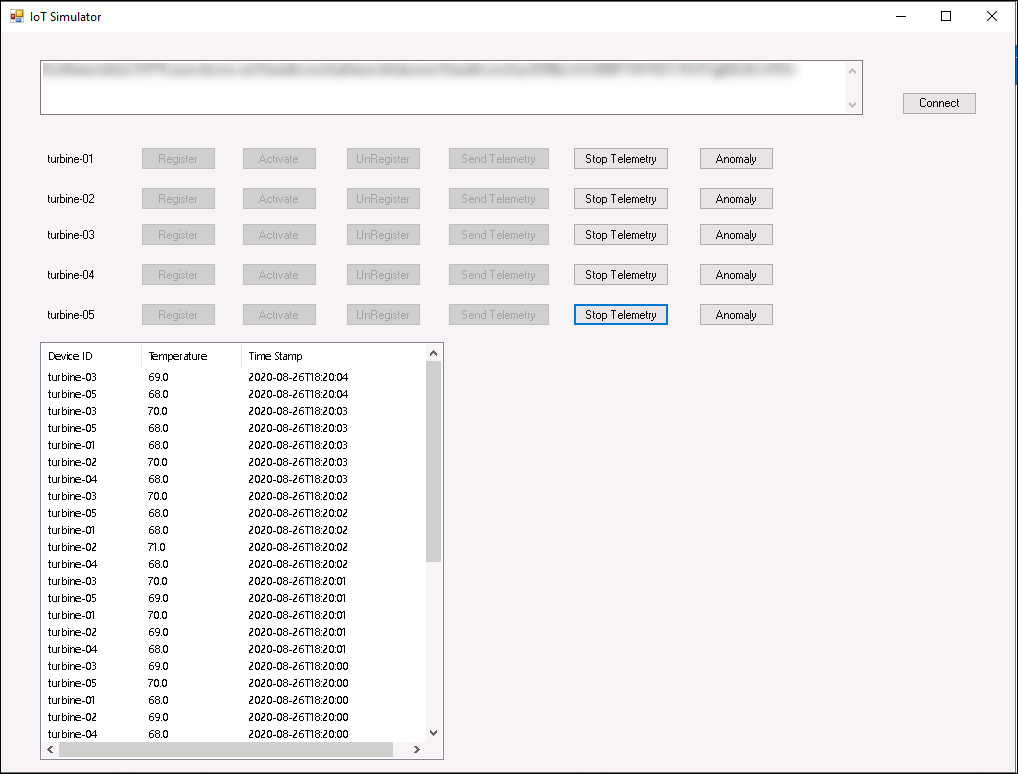 IoT Simulator
Connect
turbine-01 Register Activate UnRegister Send Telemetry Stop Telemetry Anomaly
turbine-02 Register Activate UnRegister Send Telemetry Stop Telemetry Anomaly
turbine-03 Register Activate UnRegister Send Telemetry Stop Telemetry Anomaly
turbine-04 Register Activate UnRegister Send Telemetry Stop Telemetry Anomaly
turbine-05 Register Activate UnRegister Send Telemetry Stop Telemetry Anomaly
Device ID Temperature Time Stamp
turbine-03 69.0 2020-08-26T18:20:04
turbine-05 68.0 2020-08-26T18:20:04
turbine-03 70.0 2020-08-26T18:20:03
turbine-05 68.0 2020-08-26T18:20:03
turbine-01 68.0 2020-08-26T18:20:03
turbine-02 70.0 2020-08-26T18:20:03
turbine-04 68.0 2020-08-26T18:20:03
turbine-03 70.0 2020-08-26T18:20:02
turbine-05 68.0 2020-08-26T18:20:02
turbine-01 68.0 2020-08-26T18:20:02
turbine-02 71.0 2020-08-26T18:20:02
turbine-04 68.0 2020-08-26T18:20:02
turbine-03 70.0 2020-08-26T18:20:01
turbine-05 69.0 2020-08-26T18:20:01
turbine-01 70.0 2020-08-26T18:20:01
turbine-02 69.0 2020-08-26T18:20:01
turbine-04 68.0 2020-08-26T18:20:01
turbine-03 69.0 2020-08-26T18:20:00
turbine-05 70.0 2020-08-26T18:20:00
turbine-01 68.0 2020-08-26T18:20:00
turbine-02 69.0 2020-08-26T18:20:00
turbine-04 68.0 2020-08-26T18:20:00